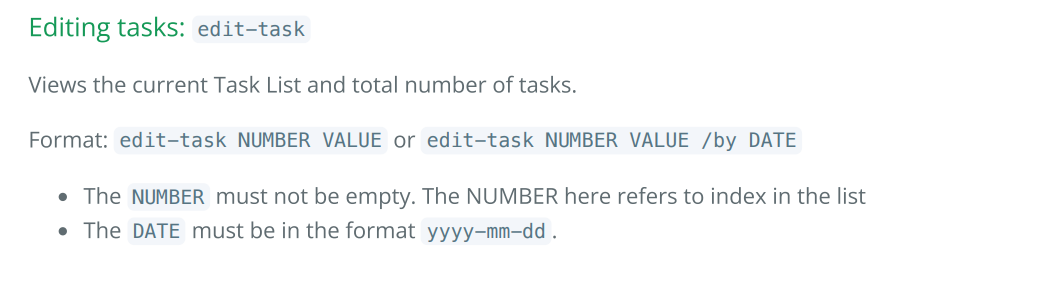 Editing tasks: edit-task
Views the current Task List and total number of tasks.
Format: edit-task NUMBER VALUE or edit-task NUMBER VALUE /by DATE
The NUMBER must not be empty. The NUMBER here refers to index in the list
The DATE must be in the format yyyy-mm-dd.